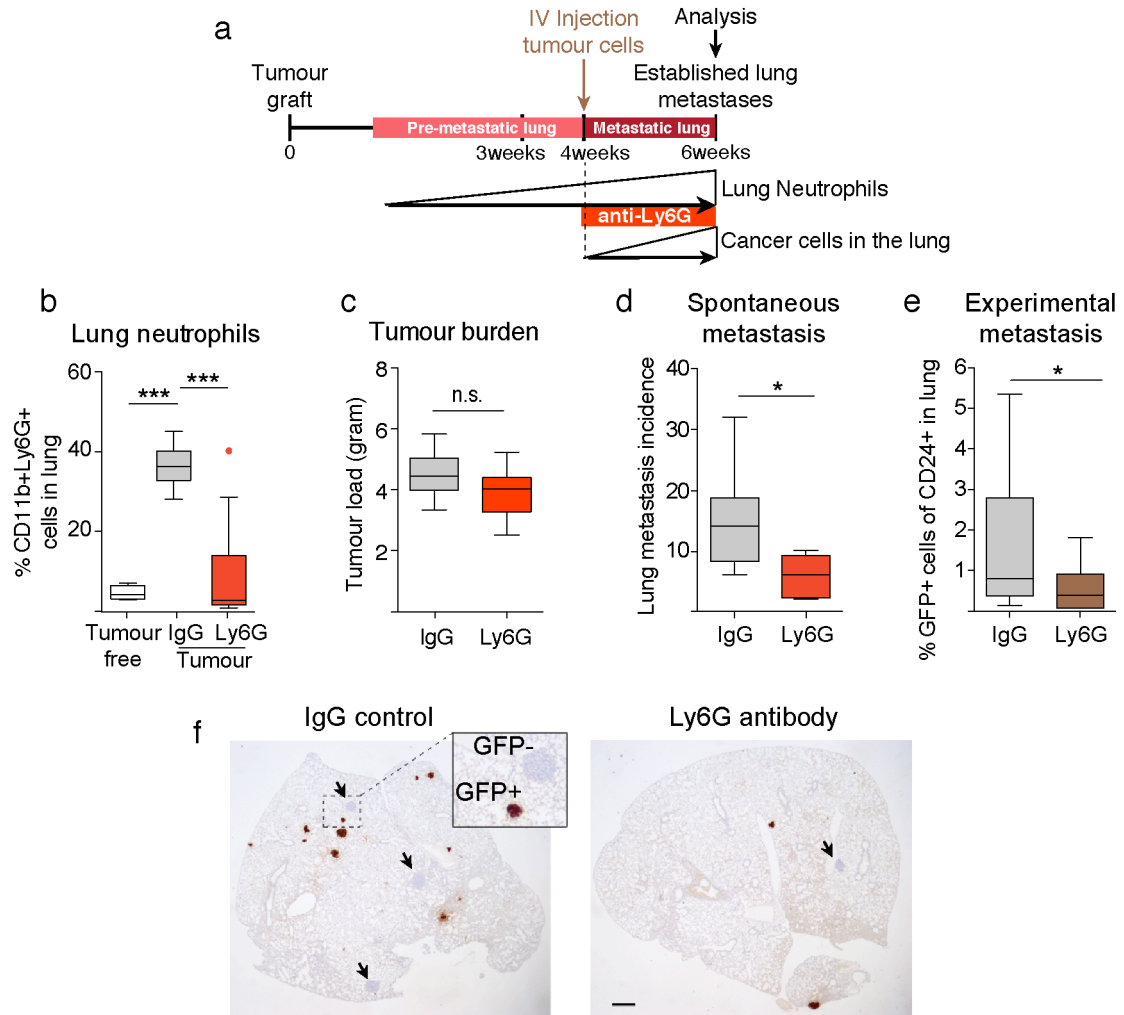 a
IV Injection
tumour cells
Analysis
Tumour
graft
Established lung
metastases
Pre-metastatic lung
Metastatic lung
0
3weeks
4weeks
6weeks
Lung Neutrophils
anti-Ly6G
Cancer cells in the lung
b
Lung neutrophils
% CD11b+Ly6G+
cells in lung
60
40
20
***
***
Tumour
free
IgG
Ly6G
Tumour
c
Tumour burden
Tumour load (gram)
8
6
4
2
n.s.
IgG
Ly6G
d
Spontaneous
metastasis
Lung metastasis incidence
40
30
20
10
*
IgG
Ly6G
e
Experimental
metastasis
% GFP+ cells of CD24+ in lung
6
5
4
3
2
1
*
IgG
Ly6G
f
IgG control
GFP-
GFP+
Ly6G antibody